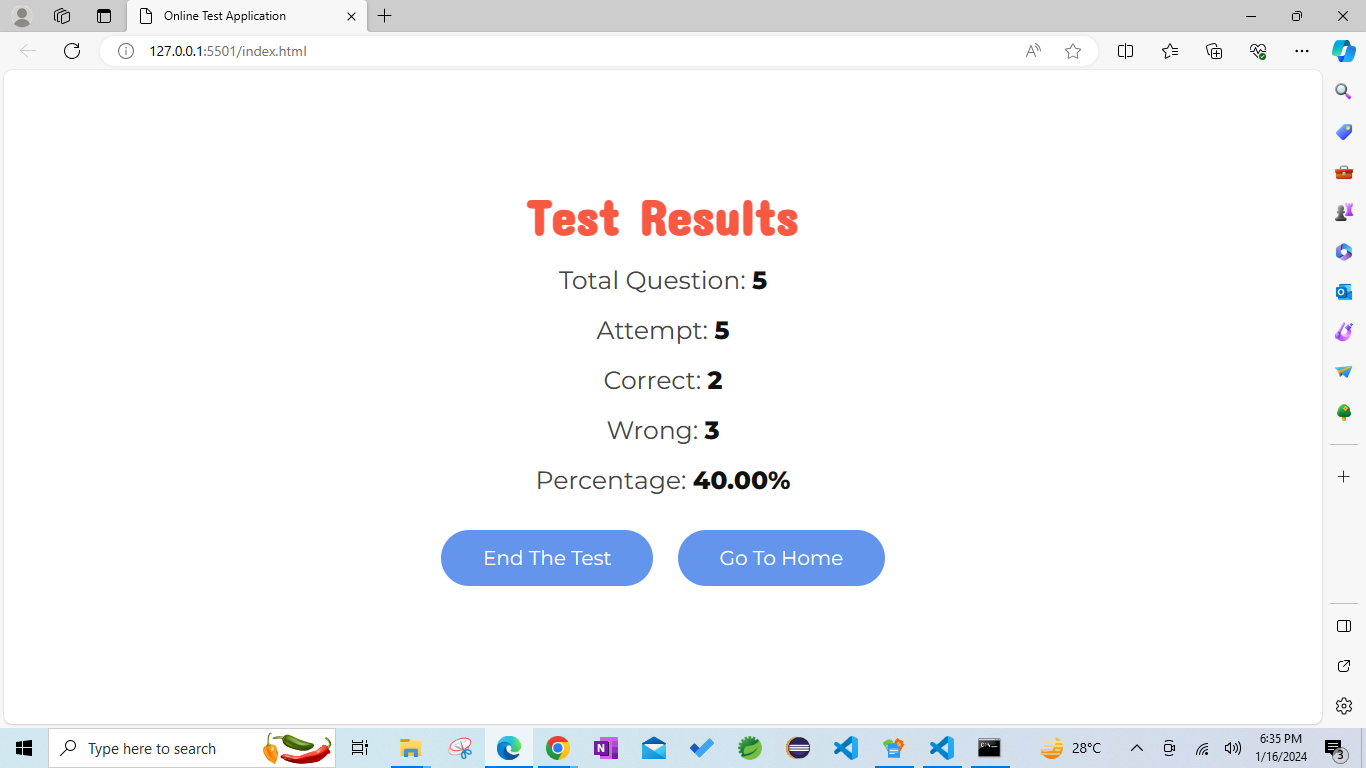 Online Test Application
127.0.0.1:5501/index.html
Test Results
Total Question: 5
Attempt: 5
Correct: 2
Wrong: 3
Percentage: 40.00%
End The Test Go To Home
Type here to search
28°C
6:35 PM
1/16/2024
3